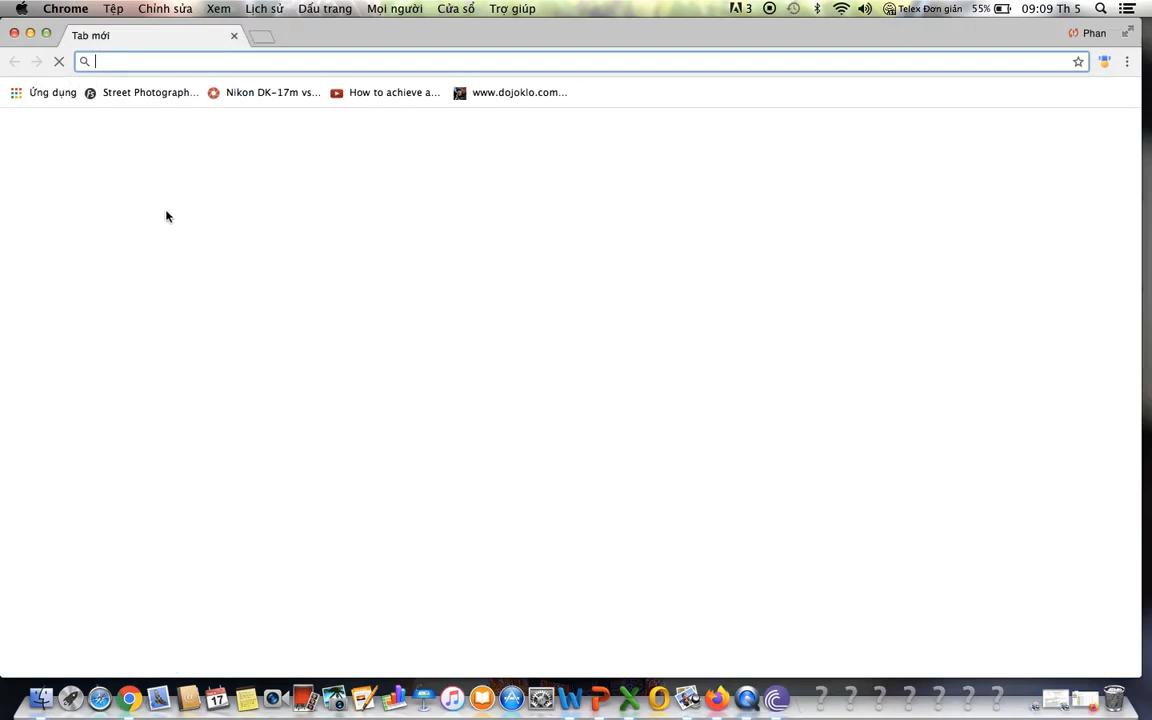 Chrome Tệp Chỉnh sửa Xem Lịch sử Dấu trang Mọi người Cửa sổ Trợ giúp 3 Telex Đơn giản 55% 09:09 Th 5
Tab mới Phan
Ứng dụng Street Photograph... Nikon DK-17m vs... How to achieve a... www.dojoklo.com...
17